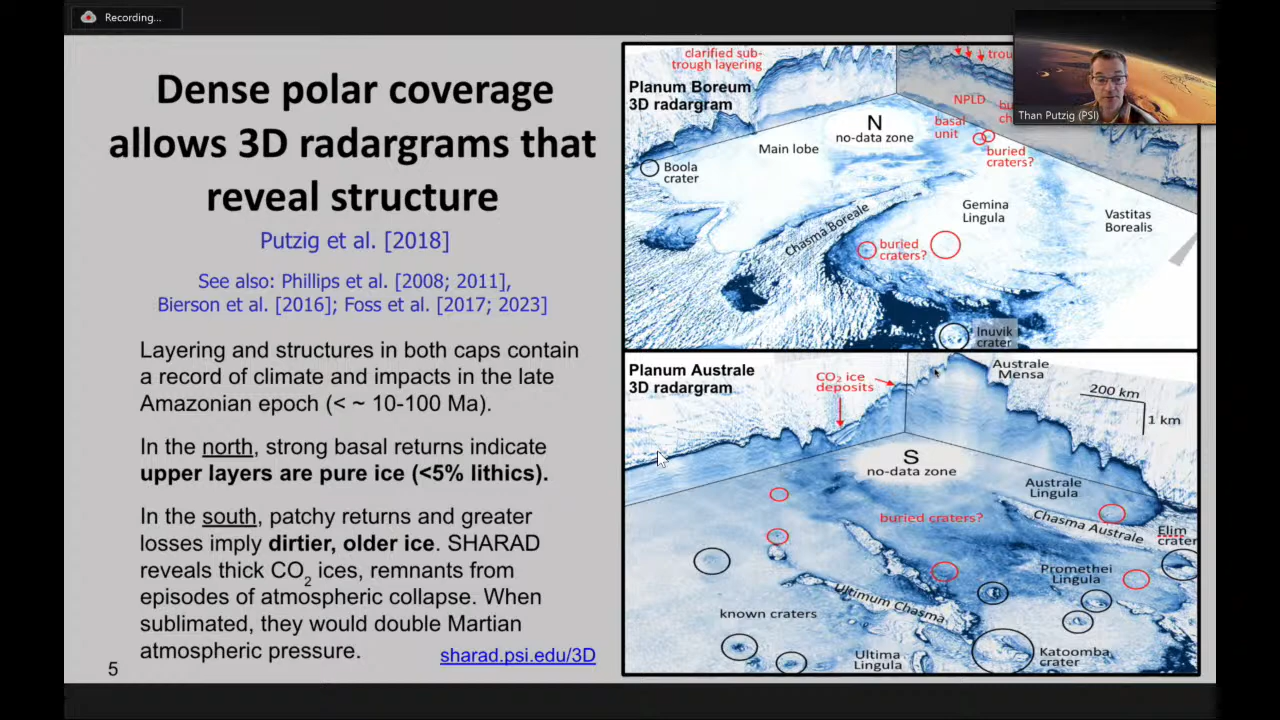 Recording...
Dense polar coverage
allows 3D radargrams that
reveal structure
Putzig et al. [2018]
See also: Phillips et al. [2008; 2011],
Bierson et al. [2016]; Foss et al. [2017; 2023]
Layering and structures in both caps contain
a record of climate and impacts in the late
Amazonian epoch (< ~ 10-100 Ma).
In the north, strong basal returns indicate
upper layers are pure ice (<5% lithics).
In the south, patchy returns and greater
losses imply dirtier, older ice. SHARAD
reveals thick CO2 ices, remnants from
episodes of atmospheric collapse. When
sublimated, they would double Martian
atmospheric pressure.
sharad.psi.edu/3D
5
clarified sub-
trough layering
Planum Boreum
3D radargram
NPLD
basal
unit
buried
craters?
N
no-data zone
Main lobe
Boola
crater
Gemina
Lingula
Vastitas
Borealis
Chasma Boreale
buried
craters?
Inuvik
crater
Than Putzig (PSI)
Planum Australe
3D radargram
CO2 ice
deposits
Australe
Mensa
200 km
1 km
S
no-data zone
Australe
Lingula
buried craters?
Chasma Australe
Elim
crater
Promethei
Lingula
Ultimum Chasma
known craters
Ultima
Lingula
Katoomba
crater